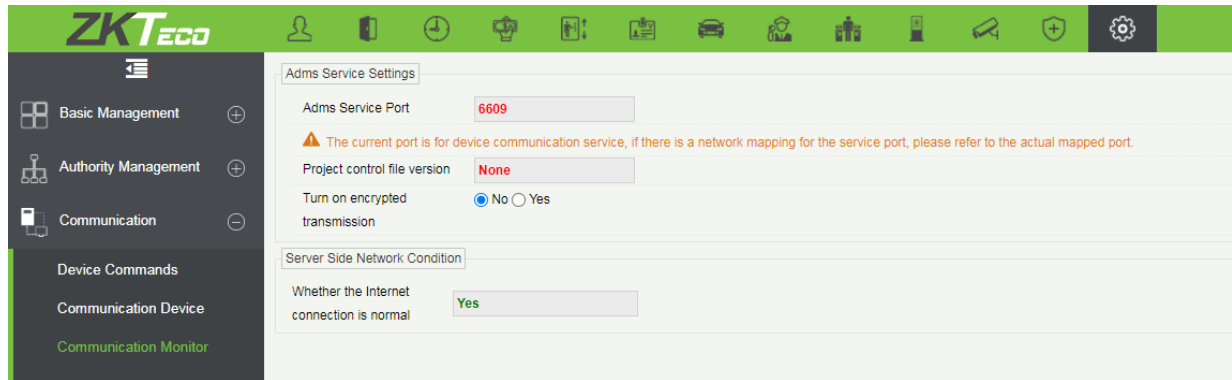 ZKTECO
Basic Management
Authority Management
Communication
Device Commands
Communication Device
Communication Monitor
Adms Service Settings
Adms Service Port 6609
The current port is for device communication service, if there is a network mapping for the service port, please refer to the actual mapped port.
Project control file version None
Turn on encrypted
transmission
No Yes
Server Side Network Condition
Whether the Internet
connection is normal
Yes